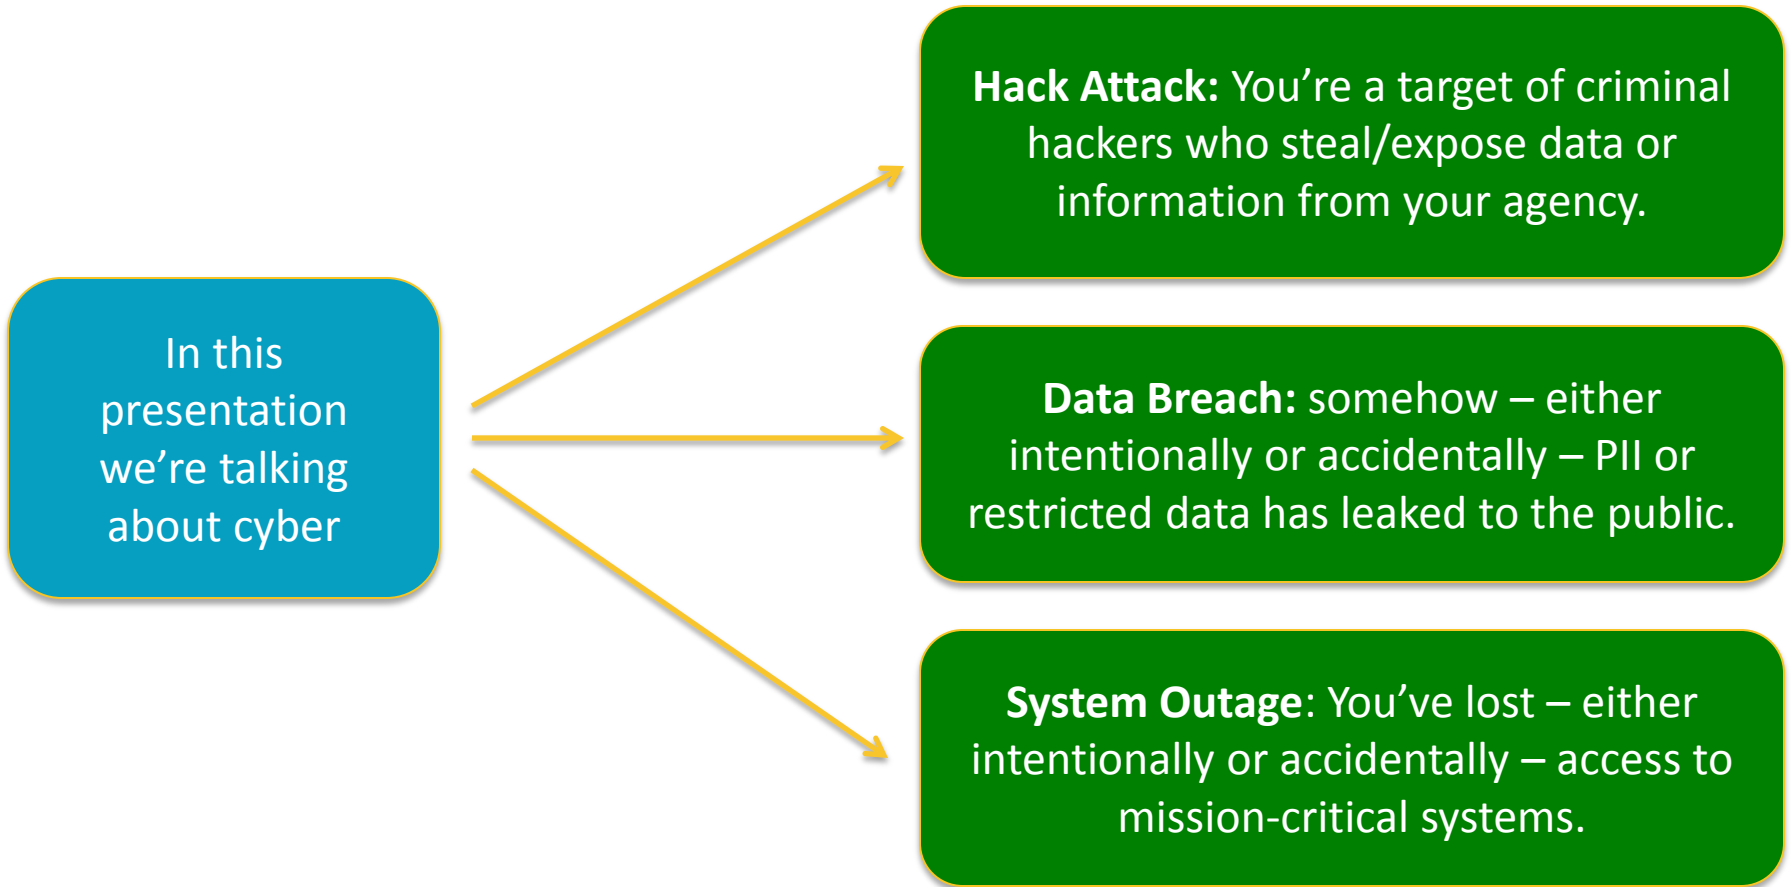 In this
presentation
we’re talking
about cyber
Hack Attack: You’re a target of criminal
hackers who steal/expose data or
information from your agency.
Data Breach: somehow – either
intentionally or accidentally – PII or
restricted data has leaked to the public.
System Outage: You’ve lost – either
intentionally or accidentally – access to
mission-critical systems.